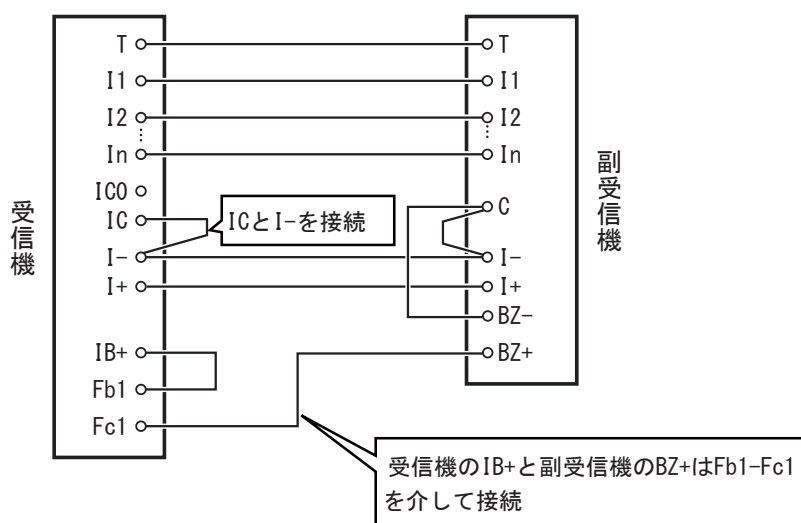 受信機
T
I1
I2
In
IC0
IC
I-
I+
IB+
Fb1
Fc1
ICとI-を接続
T
I1
I2
In
C
I-
I+
BZ-
BZ+
副受信機
受信機のIB+と副受信機のBZ+はFb1-Fc1
を介して接続